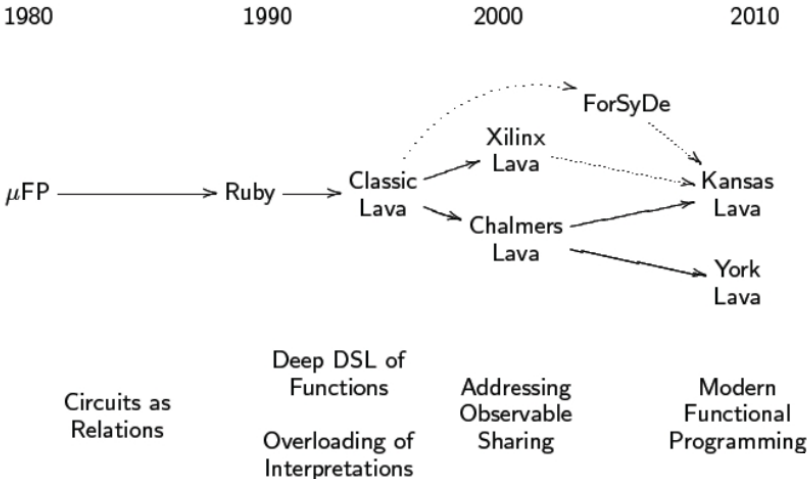 1980 1990 2000 2010
ForSyDe
Xilinx
Lava
μFP Ruby Classic
Lava
Kansas
Lava
Chalmers
Lava
York
Lava
Circuits as
Relations
Deep DSL of
Functions
Overloading of
Interpretations
Addressing
Observable
Sharing
Modern
Functional
Programming